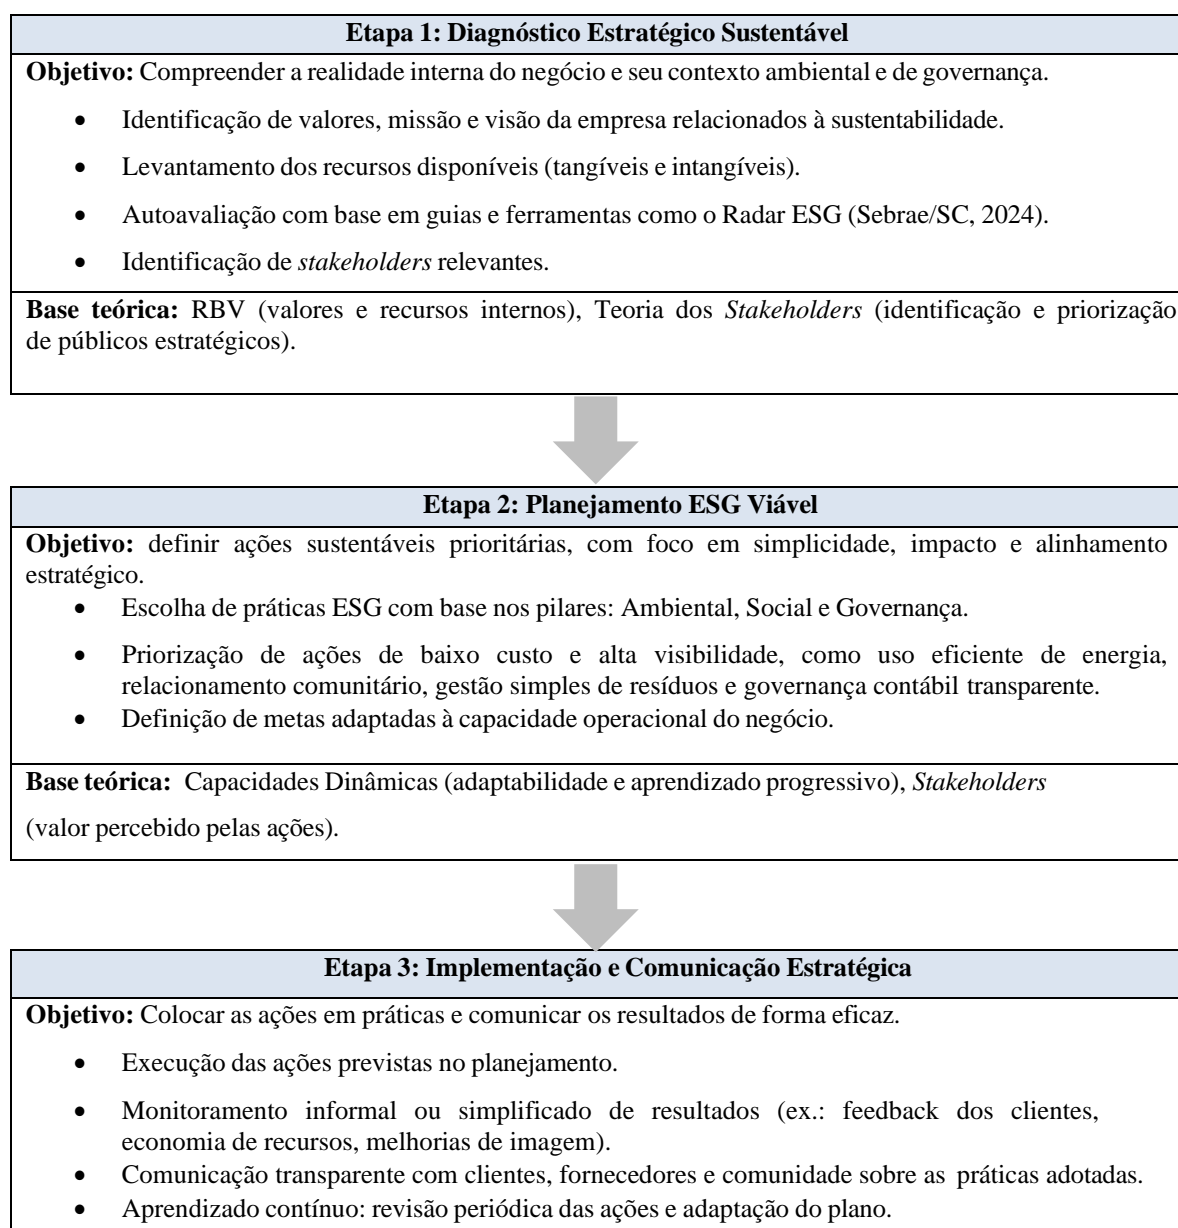 Etapa 1: Diagnóstico Estratégico Sustentável
Objetivo: Compreender a realidade interna do negócio e seu contexto ambiental e de governança.
• Identificação de valores, missão e visão da empresa relacionados à sustentabilidade.
• Levantamento dos recursos disponíveis (tangíveis e intangíveis).
• Autoavaliação com base em guias e ferramentas como o Radar ESG (Sebrae/SC, 2024).
• Identificação de stakeholders relevantes.
Base teórica: RBV (valores e recursos internos), Teoria dos Stakeholders (identificação e priorização
de públicos estratégicos).
Etapa 2: Planejamento ESG Viável
Objetivo: definir ações sustentáveis prioritárias, com foco em simplicidade, impacto e alinhamento
estratégico.
• Escolha de práticas ESG com base nos pilares: Ambiental, Social e Governança.
• Priorização de ações de baixo custo e alta visibilidade, como uso eficiente de energia,
relacionamento comunitário, gestão simples de resíduos e governança contábil transparente.
• Definição de metas adaptadas à capacidade operacional do negócio.
Base teórica: Capacidades Dinâmicas (adaptabilidade e aprendizado progressivo), Stakeholders
(valor percebido pelas ações).
Etapa 3: Implementação e Comunicação Estratégica
Objetivo: Colocar as ações em práticas e comunicar os resultados de forma eficaz.
• Execução das ações previstas no planejamento.
• Monitoramento informal ou simplificado de resultados (ex.: feedback dos clientes,
economia de recursos, melhorias de imagem).
• Comunicação transparente com clientes, fornecedores e comunidade sobre as práticas adotadas.
• Aprendizado contínuo: revisão periódica das ações e adaptação do plano.